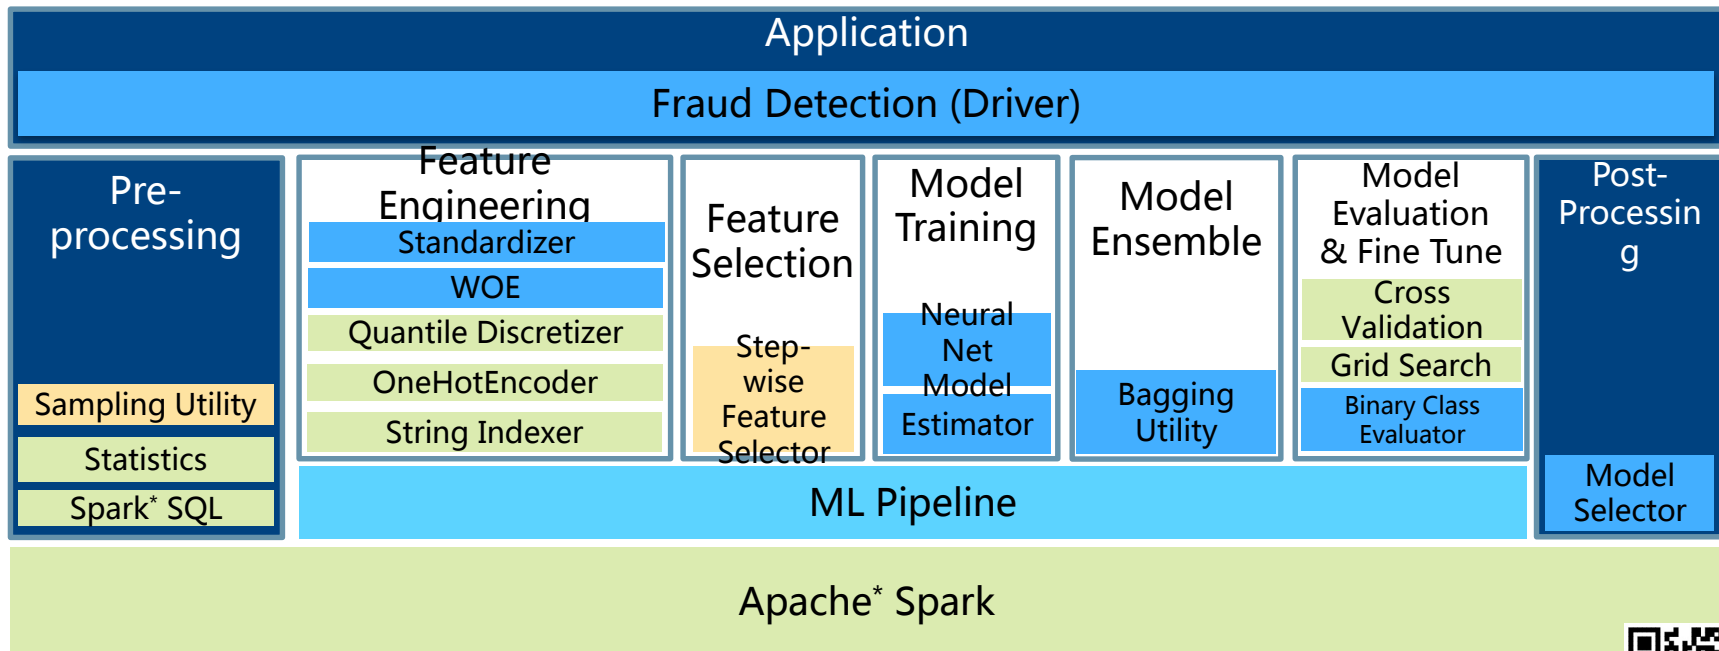 Application
Fraud Detection (Driver)
Pre-
processing
Sampling Utility
Statistics
Spark* SQL
Feature
Engineering
Standardizer
WOE
Quantile Discretizer
OneHotEncoder
String Indexer
Feature
Selection
Step-
wise
Feature
Selector
Model
Training
Neural
Net
Model
Estimator
Model
Ensemble
Bagging
Utility
Model
Evaluation
& Fine Tune
Cross
Validation
Grid Search
Binary Class
Evaluator
Post-
Processin
g
Model
Selector
ML Pipeline
Apache* Spark